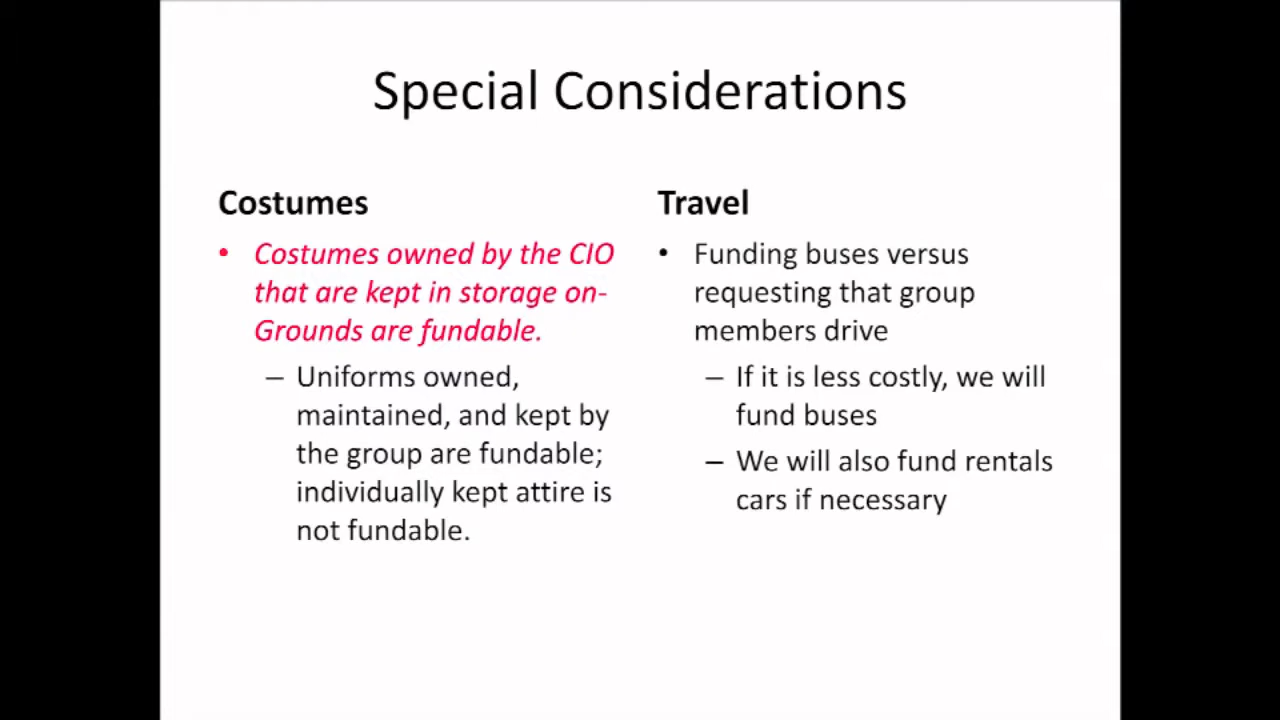 Special Considerations
Costumes
• Costumes owned by the CIO
that are kept in storage on-
Grounds are fundable.
– Uniforms owned,
maintained, and kept by
the group are fundable;
individually kept attire is
not fundable.
Travel
• Funding buses versus
requesting that group
members drive
– If it is less costly, we will
fund buses
– We will also fund rentals
cars if necessary